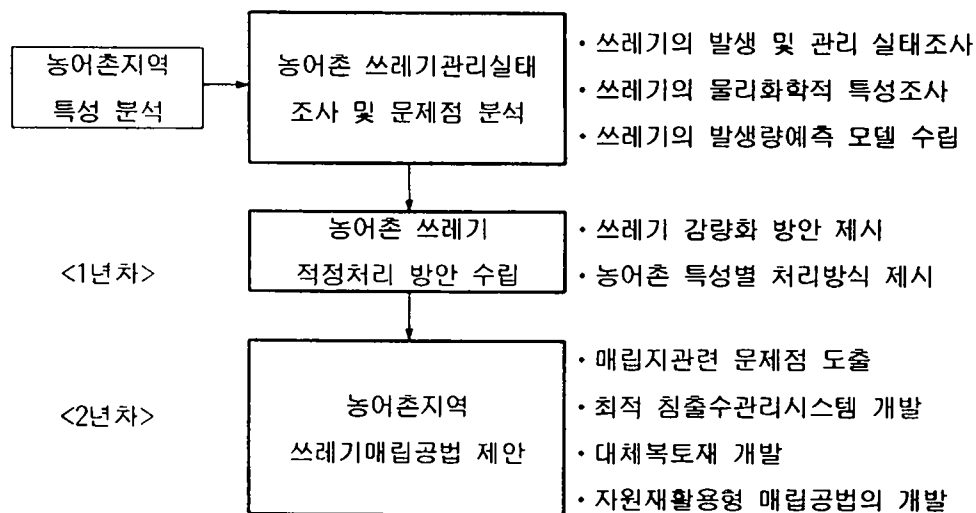 농어촌지역
특성 분석
농어촌 쓰레기관리실태
조사 및 문제점 분석
· 쓰레기의 발생 및 관리 실태조사
· 쓰레기의 물리화학적 특성조사
· 쓰레기의 발생량예측 모델 수립
<1년차>
농어촌 쓰레기
적정처리 방안 수립
· 쓰레기 감량화 방안 제시
· 농어촌 특성별 처리방식 제시
<2년차>
농어촌지역
쓰레기매립공법 제안
· 매립지관련 문제점 도출
· 최적 침출수관리시스템 개발
· 대체복토재 개발
· 자원재활용형 매립공법의 개발